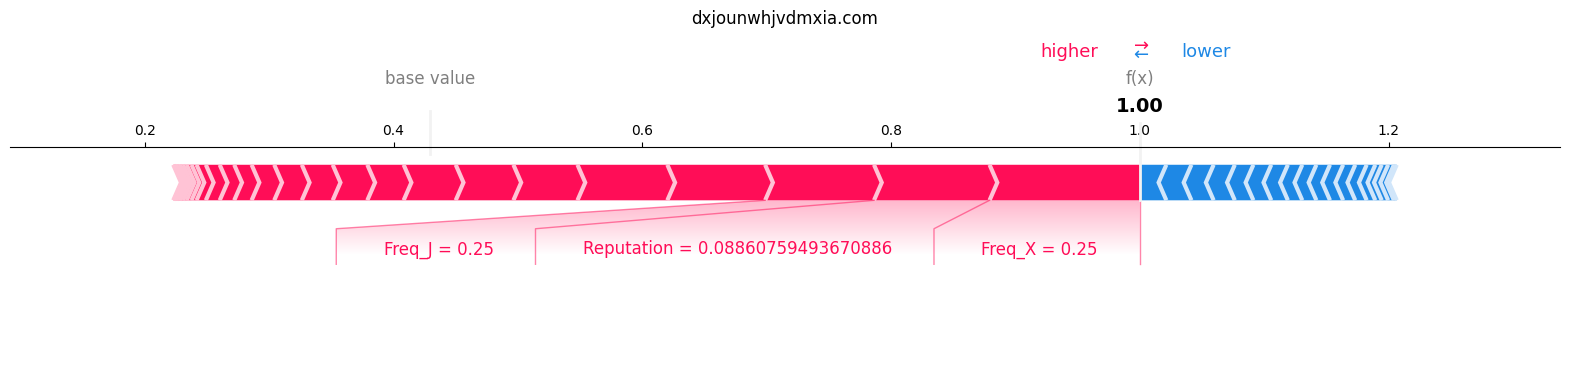 dxjounwhjvdmxia.com
higher ⇄ lower
base value f(x)
1.00
0.2 0.4 0.6 0.8 1.0 1.2
Freq_J = 0.25 Reputation = 0.08860759493670886 Freq_X = 0.25